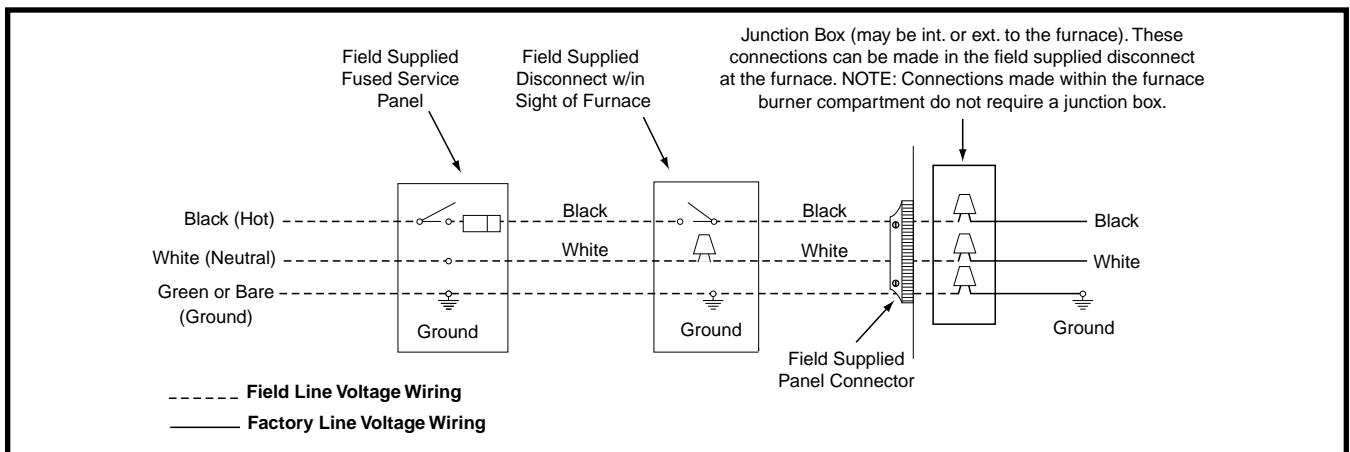 Junction Box (may be int. or ext. to the furnace). These
connections can be made in the field supplied disconnect
at the furnace. NOTE: Connections made within the furnace
burner compartment do not require a junction box.
Field Supplied
Fused Service
Panel
Field Supplied
Disconnect w/in
Sight of Furnace
Black (Hot)
Black
Black
Black
White (Neutral)
White
White
White
Green or Bare
(Ground)
Ground
Ground
Ground
Field Supplied
Panel Connector
Field Line Voltage Wiring
Factory Line Voltage Wiring